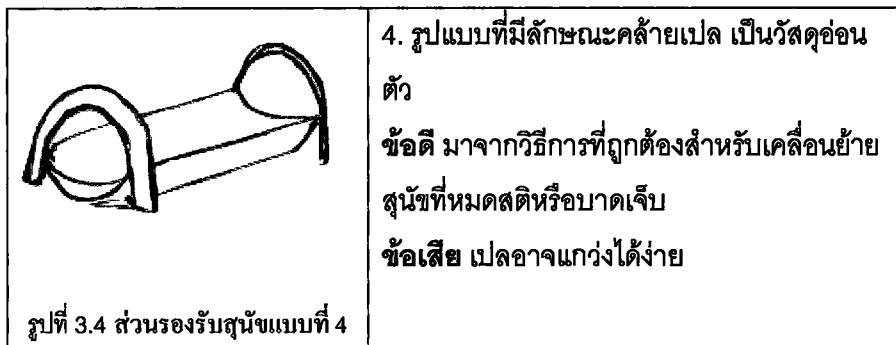 4. รูปแบบที่มีลักษณะคล้ายเปล เป็นวัสดุอ่อน
ตัว
ข้อดี มาจากวิธีการที่ถูกต้องสำหรับเคลื่อนย้าย
สุนัขที่หมดสติหรือบาดเจ็บ
ข้อเสีย เปลอาจแกว่งได้ง่าย
รูปที่ 3.4 ส่วนรองรับสุนัขแบบที่ 4